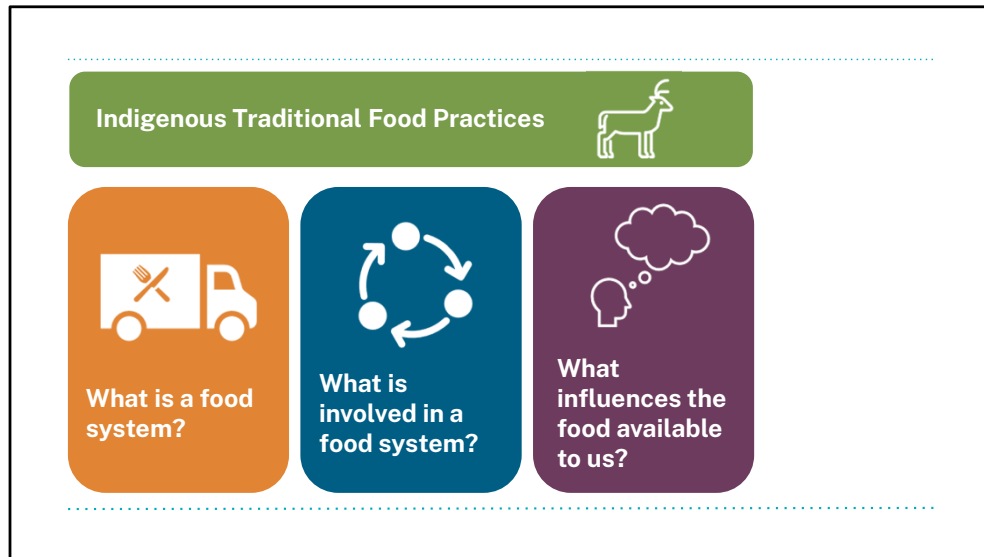 Indigenous Traditional Food Practices
What is a food
system?
What is
involved in a
food system?
What
influences the
food available
to us?